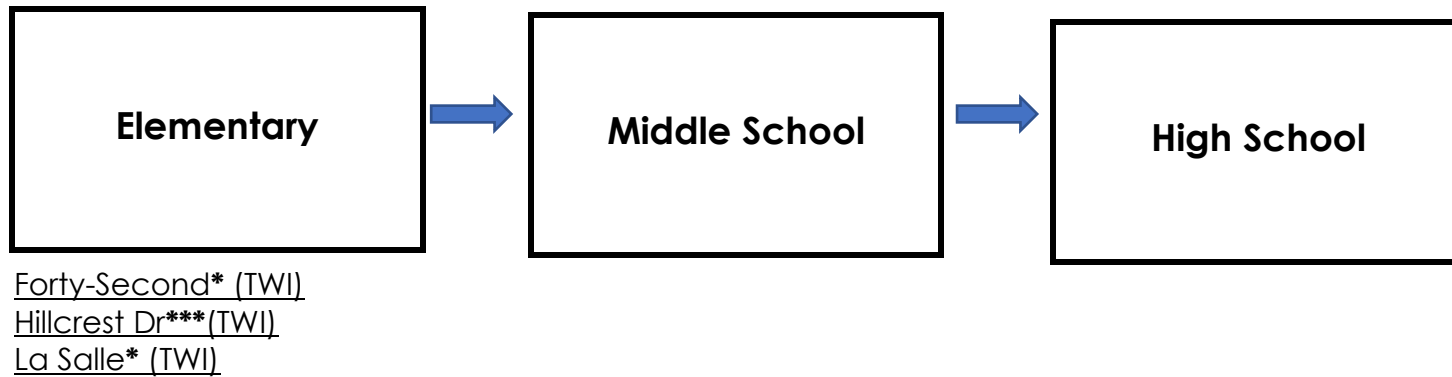 Elementary
Middle School
High School
Forty-Second* (TWI)
Hillcrest Dr***(TWI)
La Salle* (TWI)